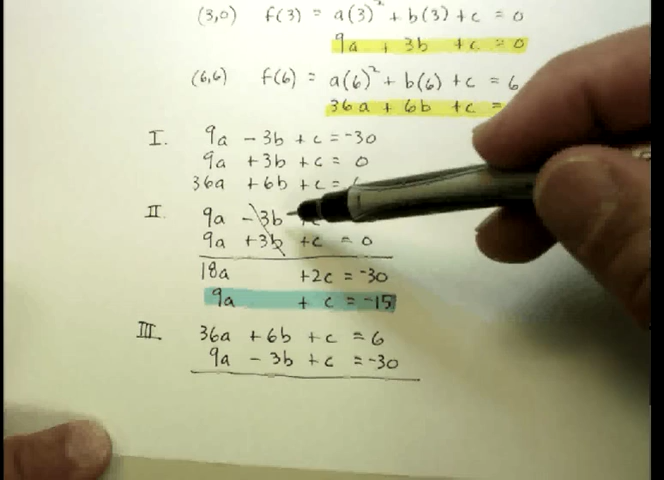 (3,0) f(3) = a(3)² + b(3) + c = 0
9a + 3b + c = 0
(6,6) f(6) = a(6)² + b(6) + c = 6
36a + 6b + c =
I. 9a - 3b + c = -30
9a + 3b + c = 0
36a + 6b + c = 6
II 9a - 3b
9a + 3b + c = 0
18a + 2c = -30
9a + c = -15
III. 36a + 6b + c = 6
9a - 3b + c = -30